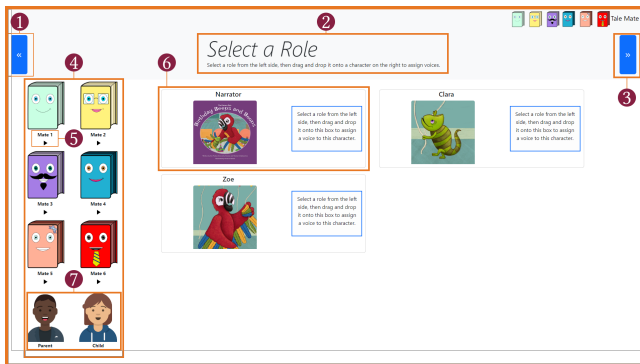 1
2
Tale Mate
«
Select a Role
Select a role from the left side, then drag and drop it onto a character on the right to assign voices.
»
3
4
6
Narrator
Clara
Birthday Beeps and Boops
Select a role from the left
side, then drag and drop
it onto this box to assign
a voice to this character.
Select a role from the left
side, then drag and drop
it onto this box to assign
a voice to this character.
Mate 1
Mate 2
5
Zoe
Select a role from the left
side, then drag and drop
it onto this box to assign
a voice to this character.
Mate 3
Mate 4
Mate 5
Mate 6
7
Parent
Child